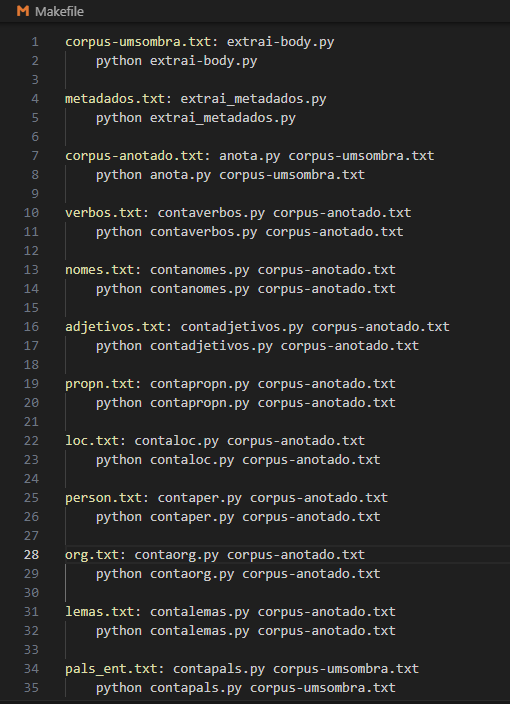 Makefile
1 corpus-umsombra.txt: extrai-body.py
2 python extrai-body.py
3
4 metadados.txt: extrai_metadados.py
5 python extrai_metadados.py
6
7 corpus-anotado.txt: anota.py corpus-umsombra.txt
8 python anota.py corpus-umsombra.txt
9
10 verbos.txt: contaverbos.py corpus-anotado.txt
11 python contaverbos.py corpus-anotado.txt
12
13 nomes.txt: contanomes.py corpus-anotado.txt
14 python contanomes.py corpus-anotado.txt
15
16 adjetivos.txt: contadjetivos.py corpus-anotado.txt
17 python contadjetivos.py corpus-anotado.txt
18
19 propn.txt: contapropn.py corpus-anotado.txt
20 python contapropn.py corpus-anotado.txt
21
22 loc.txt: contaloc.py corpus-anotado.txt
23 python contaloc.py corpus-anotado.txt
24
25 person.txt: contaper.py corpus-anotado.txt
26 python contaper.py corpus-anotado.txt
27
28 org.txt: contaorg.py corpus-anotado.txt
29 python contaorg.py corpus-anotado.txt
30
31 lemas.txt: contalemas.py corpus-anotado.txt
32 python contalemas.py corpus-anotado.txt
33
34 pals_ent.txt: contapals.py corpus-umsombra.txt
35 python contapals.py corpus-umsombra.txt